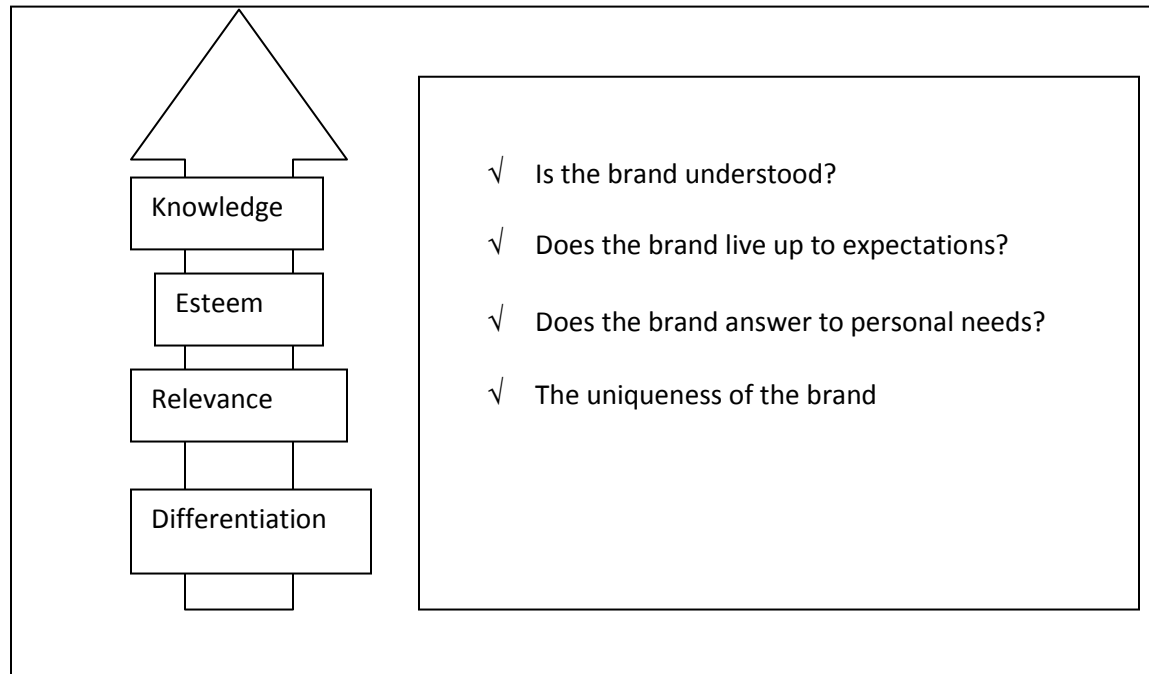 Knowledge
Esteem
Relevance
Differentiation
√ Is the brand understood?
√ Does the brand live up to expectations?
√ Does the brand answer to personal needs?
√ The uniqueness of the brand